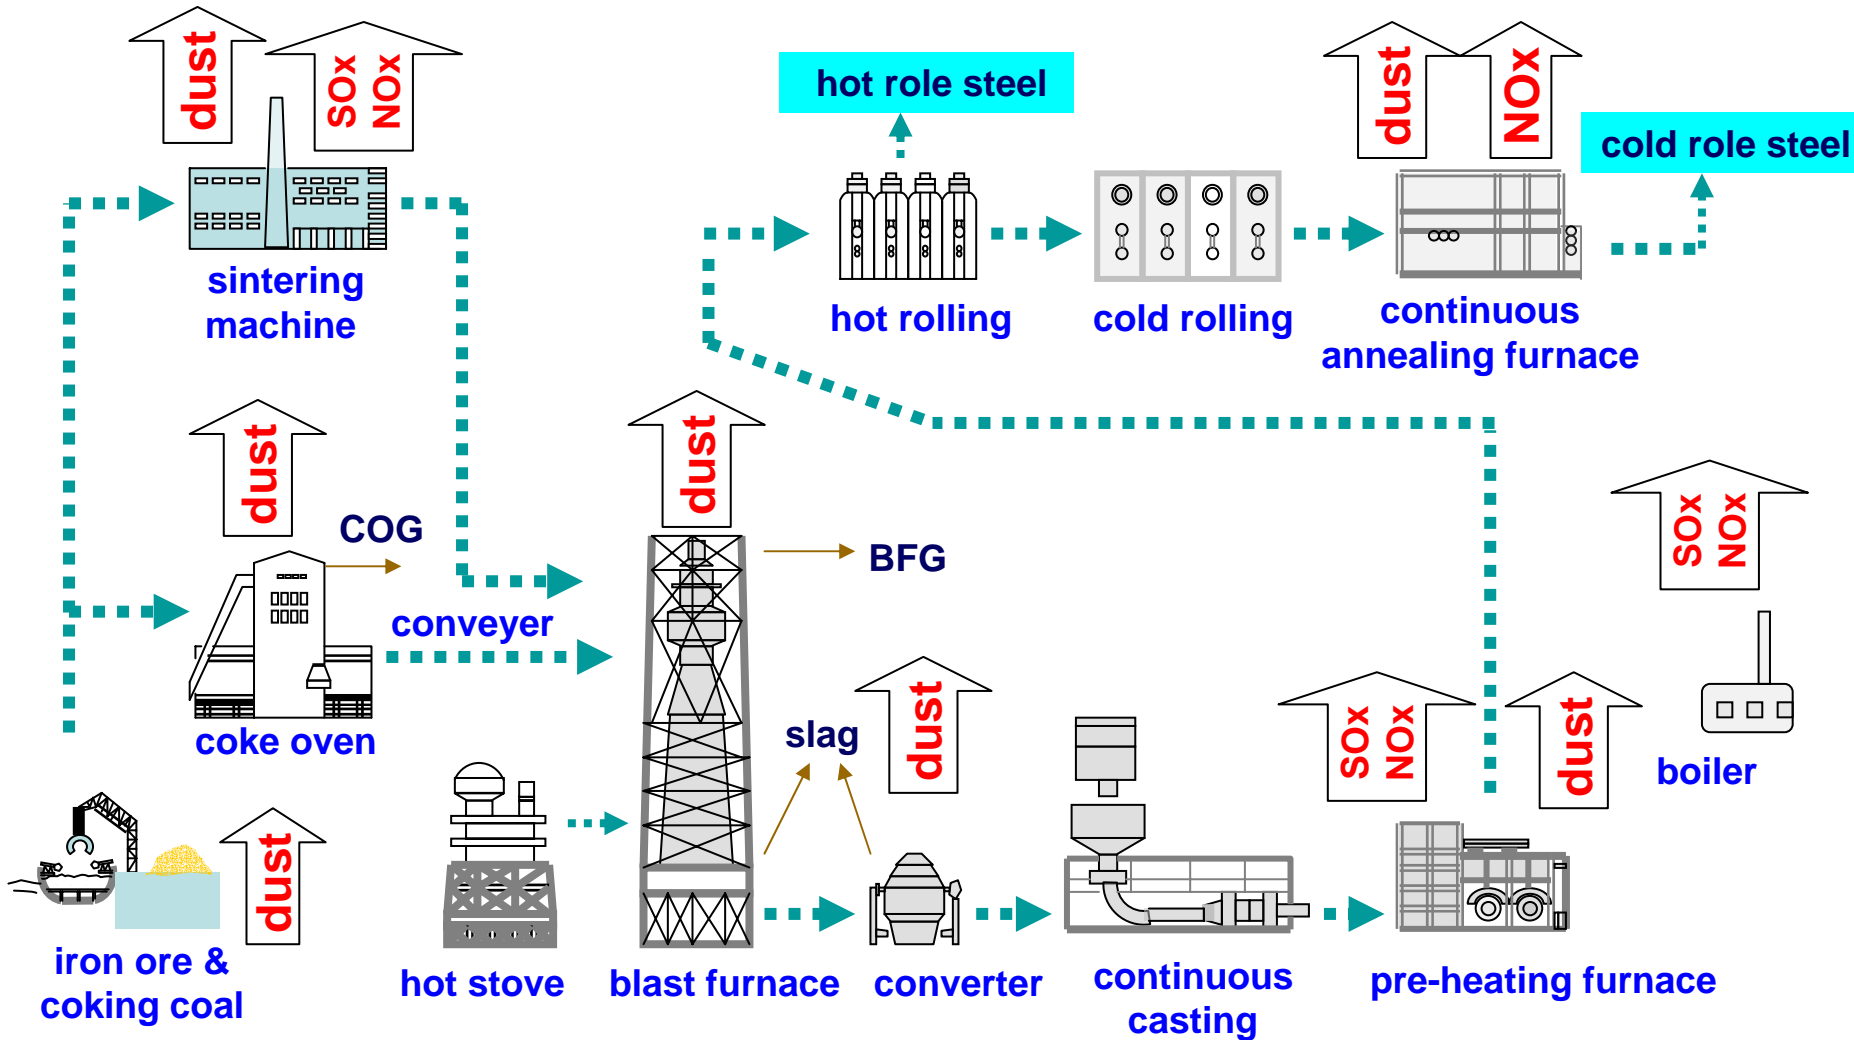 dust
SOx
NOx
hot role steel
dust
NOx
cold role steel
sintering
machine
hot rolling
cold rolling
continuous
annealing furnace
dust
COG
dust
BFG
conveyer
SOx
NOx
coke oven
slag
dust
SOx
NOx
dust
boiler
dust
iron ore &
coking coal
hot stove
blast furnace
converter
continuous
casting
pre-heating furnace